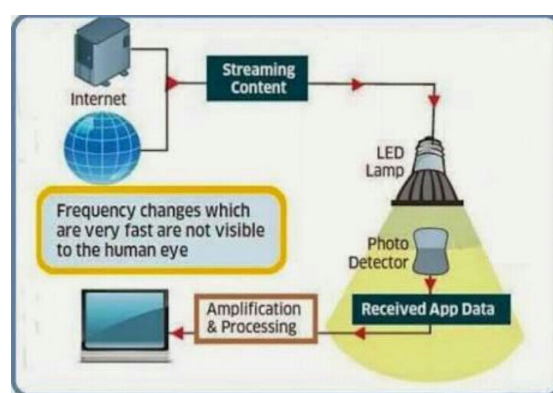 Streaming
Content
Internet
LED
Lamp
Frequency changes which
are very fast are not visible
to the human eye
Photo
Detector
Amplification
& Processing
Received App Data